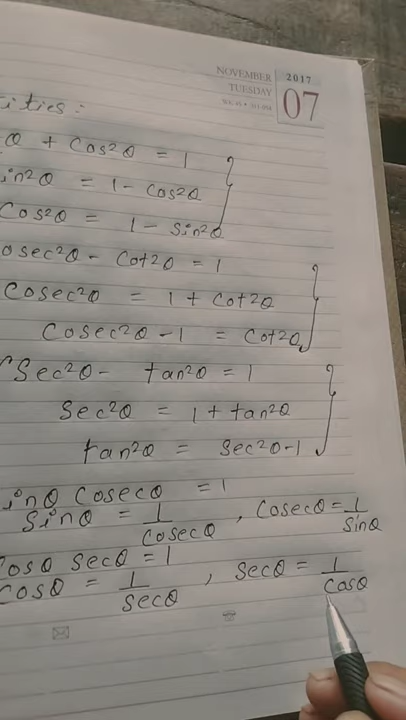 NOVEMBER 2017
TUESDAY 07
ities :
θ + Cos²θ = 1
in²θ = 1 - Cos²θ
Cos²θ = 1 - Sin²θ
osec²θ - Cot²θ = 1
Cosec²θ = 1 + Cot²θ
Cosec²θ - 1 = Cot²θ
Sec²θ - tan²θ = 1
Sec²θ = 1 + tan²θ
tan²θ = Sec²θ - 1
inθ Cosecθ = 1
Sinθ = 1/Cosecθ , Cosecθ = 1/Sinθ
Cosθ Secθ = 1
Cosθ = 1/Secθ , Secθ = 1/Cosθ